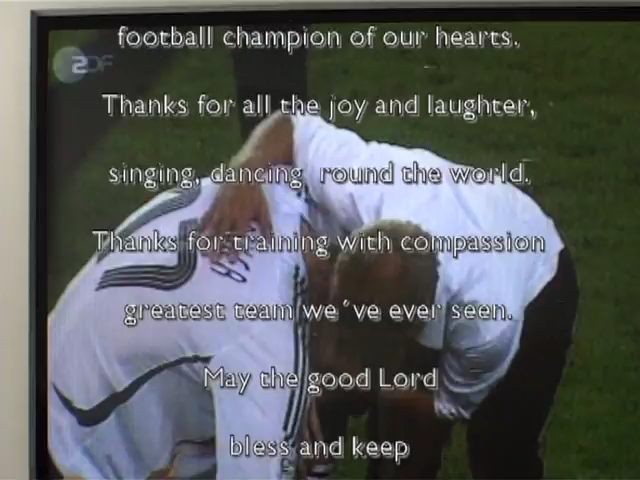 football champion of our hearts.
ZDF
Thanks for all the joy and laughter,
singing, dancing round the world.
Thanks for training with compassion
greatest team we´ve ever seen.
May the good Lord
bless and keep